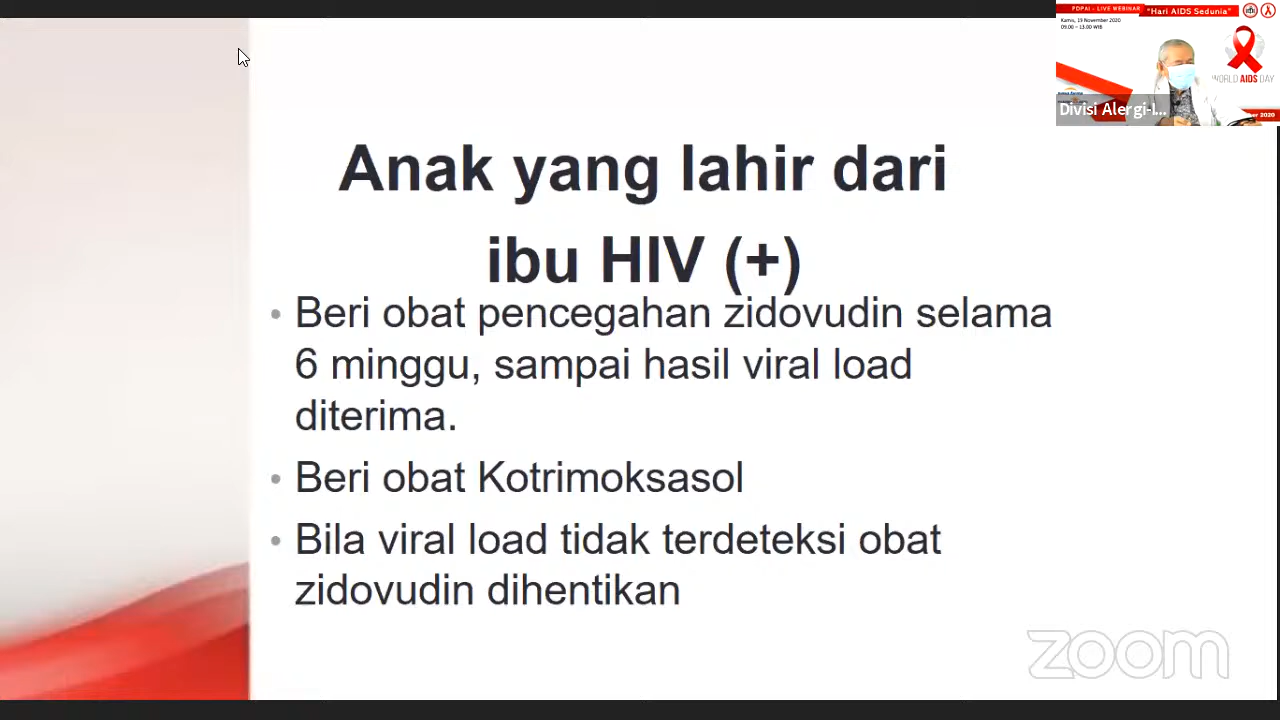 PDPAI - LIVE WEBINAR
"Hari AIDS Sedunia"
Kamis, 19 November 2020
09.00 - 13.00 WIB
WORLD AIDS DAY
Divisi Alergi-I...
2020
Anak yang lahir dari
ibu HIV (+)
• Beri obat pencegahan zidovudin selama
6 minggu, sampai hasil viral load
diterima.
• Beri obat Kotrimoksasol
• Bila viral load tidak terdeteksi obat
zidovudin dihentikan
zoom